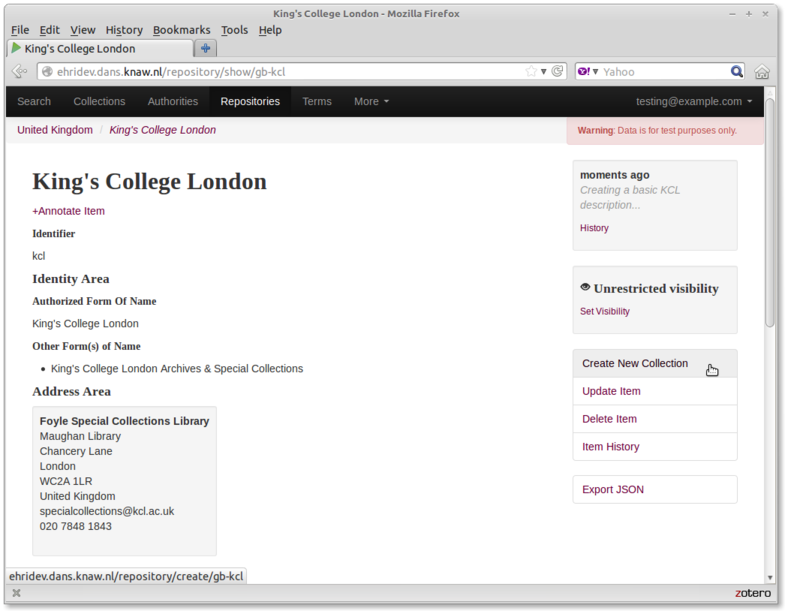 King's College London - Mozilla Firefox
File Edit View History Bookmarks Tools Help
King's College London
ehridev.dans.knaw.nl/repository/show/gb-kcl
Yahoo
Search Collections Authorities Repositories Terms More testing@example.com
United Kingdom / King's College London
Warning: Data is for test purposes only.
King's College London
+Annotate Item
Identifier
kcl
Identity Area
Authorized Form Of Name
King's College London
Other Form(s) of Name
King's College London Archives & Special Collections
Address Area
Foyle Special Collections Library
Maughan Library
Chancery Lane
London
WC2A 1LR
United Kingdom
specialcollections@kcl.ac.uk
020 7848 1843
moments ago
Creating a basic KCL
description...
History
Unrestricted visibility
Set Visibility
Create New Collection
Update Item
Delete Item
Item History
Export JSON
ehridev.dans.knaw.nl/repository/create/gb-kcl
zotero